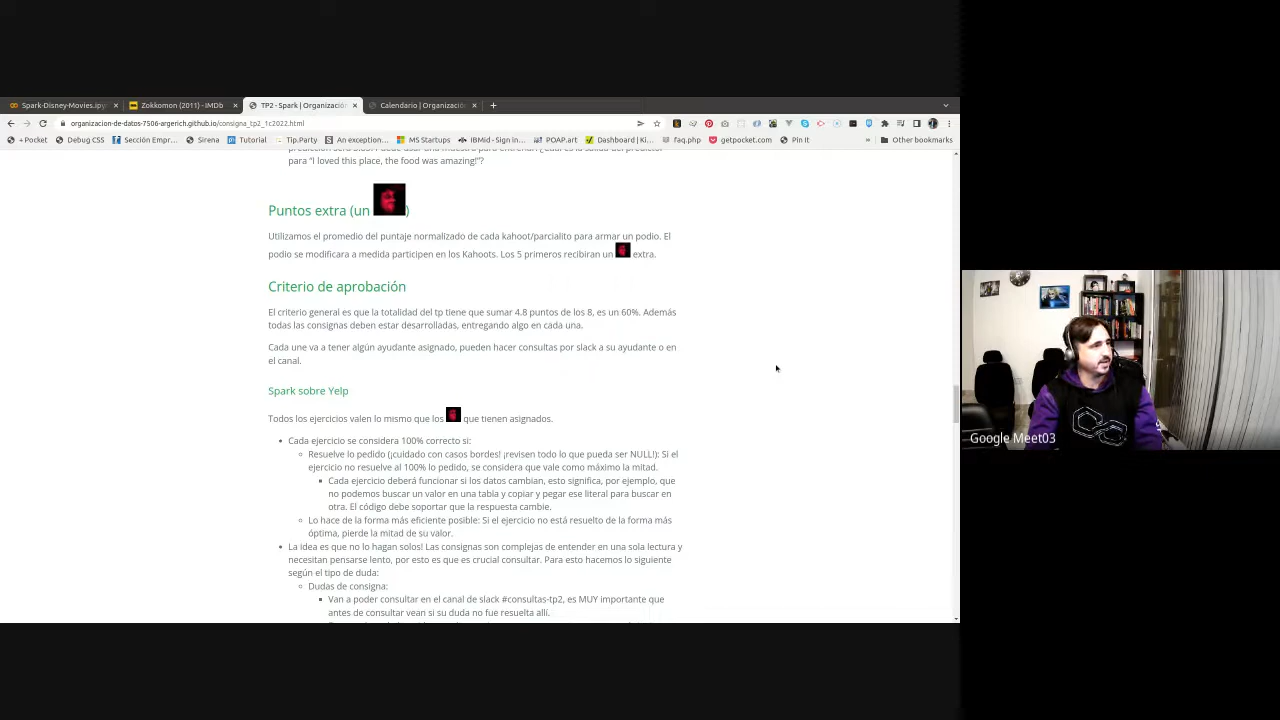 Spark-Disney-Movies.ipy
Zokkomon (2011) - IMDb
TP2 - Spark | Organizació
Calendario | Organizació
organizacion-de-datos-7506-argerich.github.io/consigna_tp2_1c2022.html
+Pocket
Debug CSS
Sección Empr...
Sirena
Tutorial
Tip.Party
An exception...
MS Startups
IBMid - Sign in...
POAP.art
Dashboard | Ki...
faq.php
getpocket.com
Pin It
»
Other bookmarks
para “I loved this place, the food was amazing!”?
Puntos extra (un )
Utilizamos el promedio del puntaje normalizado de cada kahoot/parcialito para armar un podio. El
podio se modificara a medida participen en los Kahoots. Los 5 primeros recibiran un extra.
Criterio de aprobación
El criterio general es que la totalidad del tp tiene que sumar 4.8 puntos de los 8, es un 60%. Además
todas las consignas deben estar desarrolladas, entregando algo en cada una.
Cada une va a tener algún ayudante asignado, pueden hacer consultas por slack a su ayudante o en
el canal.
Spark sobre Yelp
Todos los ejercicios valen lo mismo que los que tienen asignados.
• Cada ejercicio se considera 100% correcto si:
◦ Resuelve lo pedido (¡cuidado con casos bordes! ¡revisen todo lo que pueda ser NULL!): Si el
ejercicio no resuelve al 100% lo pedido, se considera que vale como máximo la mitad.
▪ Cada ejercicio deberá funcionar si los datos cambian, esto significa, por ejemplo, que
no podemos buscar un valor en una tabla y copiar y pegar ese literal para buscar en
otra. El código debe soportar que la respuesta cambie.
◦ Lo hace de la forma más eficiente posible: Si el ejercicio no está resuelto de la forma más
óptima, pierde la mitad de su valor.
• La idea es que no lo hagan solos! Las consignas son complejas de entender en una sola lectura y
necesitan pensarse lento, por esto es que es crucial consultar. Para esto hacemos lo siguiente
según el tipo de duda:
◦ Dudas de consigna:
▪ Van a poder consultar en el canal de slack #consultas-tp2, es MUY importante que
antes de consultar vean si su duda no fue resuelta allí.
Google Meet03